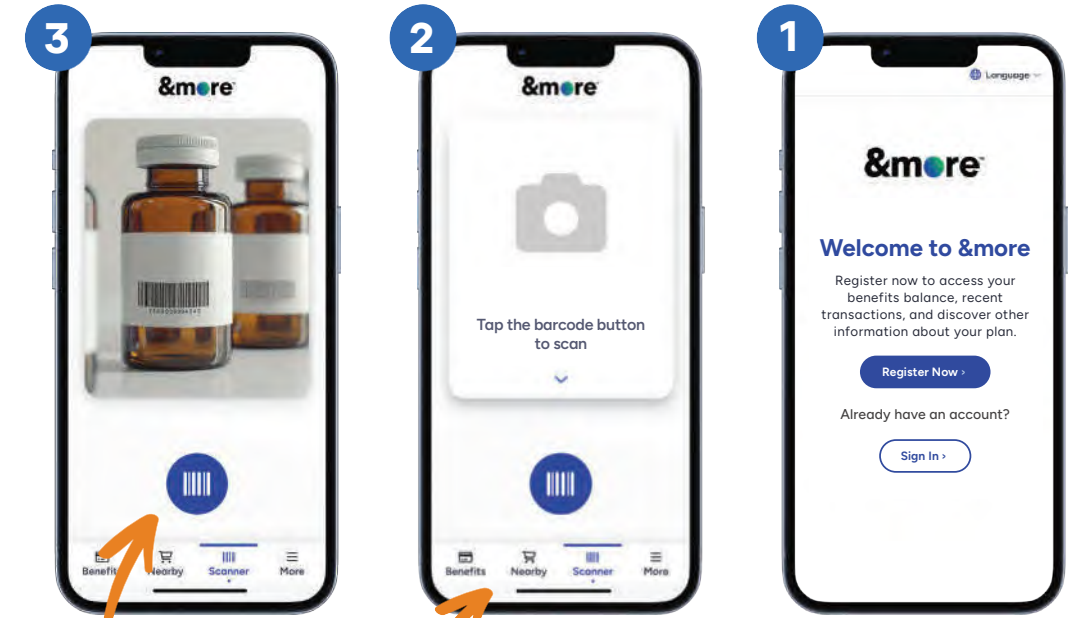 3
&more
Benefit
Nearby
Scanner
More
2
&more
Tap the barcode button
to scan
Benefits
Nearby
Scanner
More
1
Language
&more
Welcome to &more
Register now to access your
benefits balance, recent
transactions, and discover other
information about your plan.
Register Now ›
Already have an account?
Sign In ›